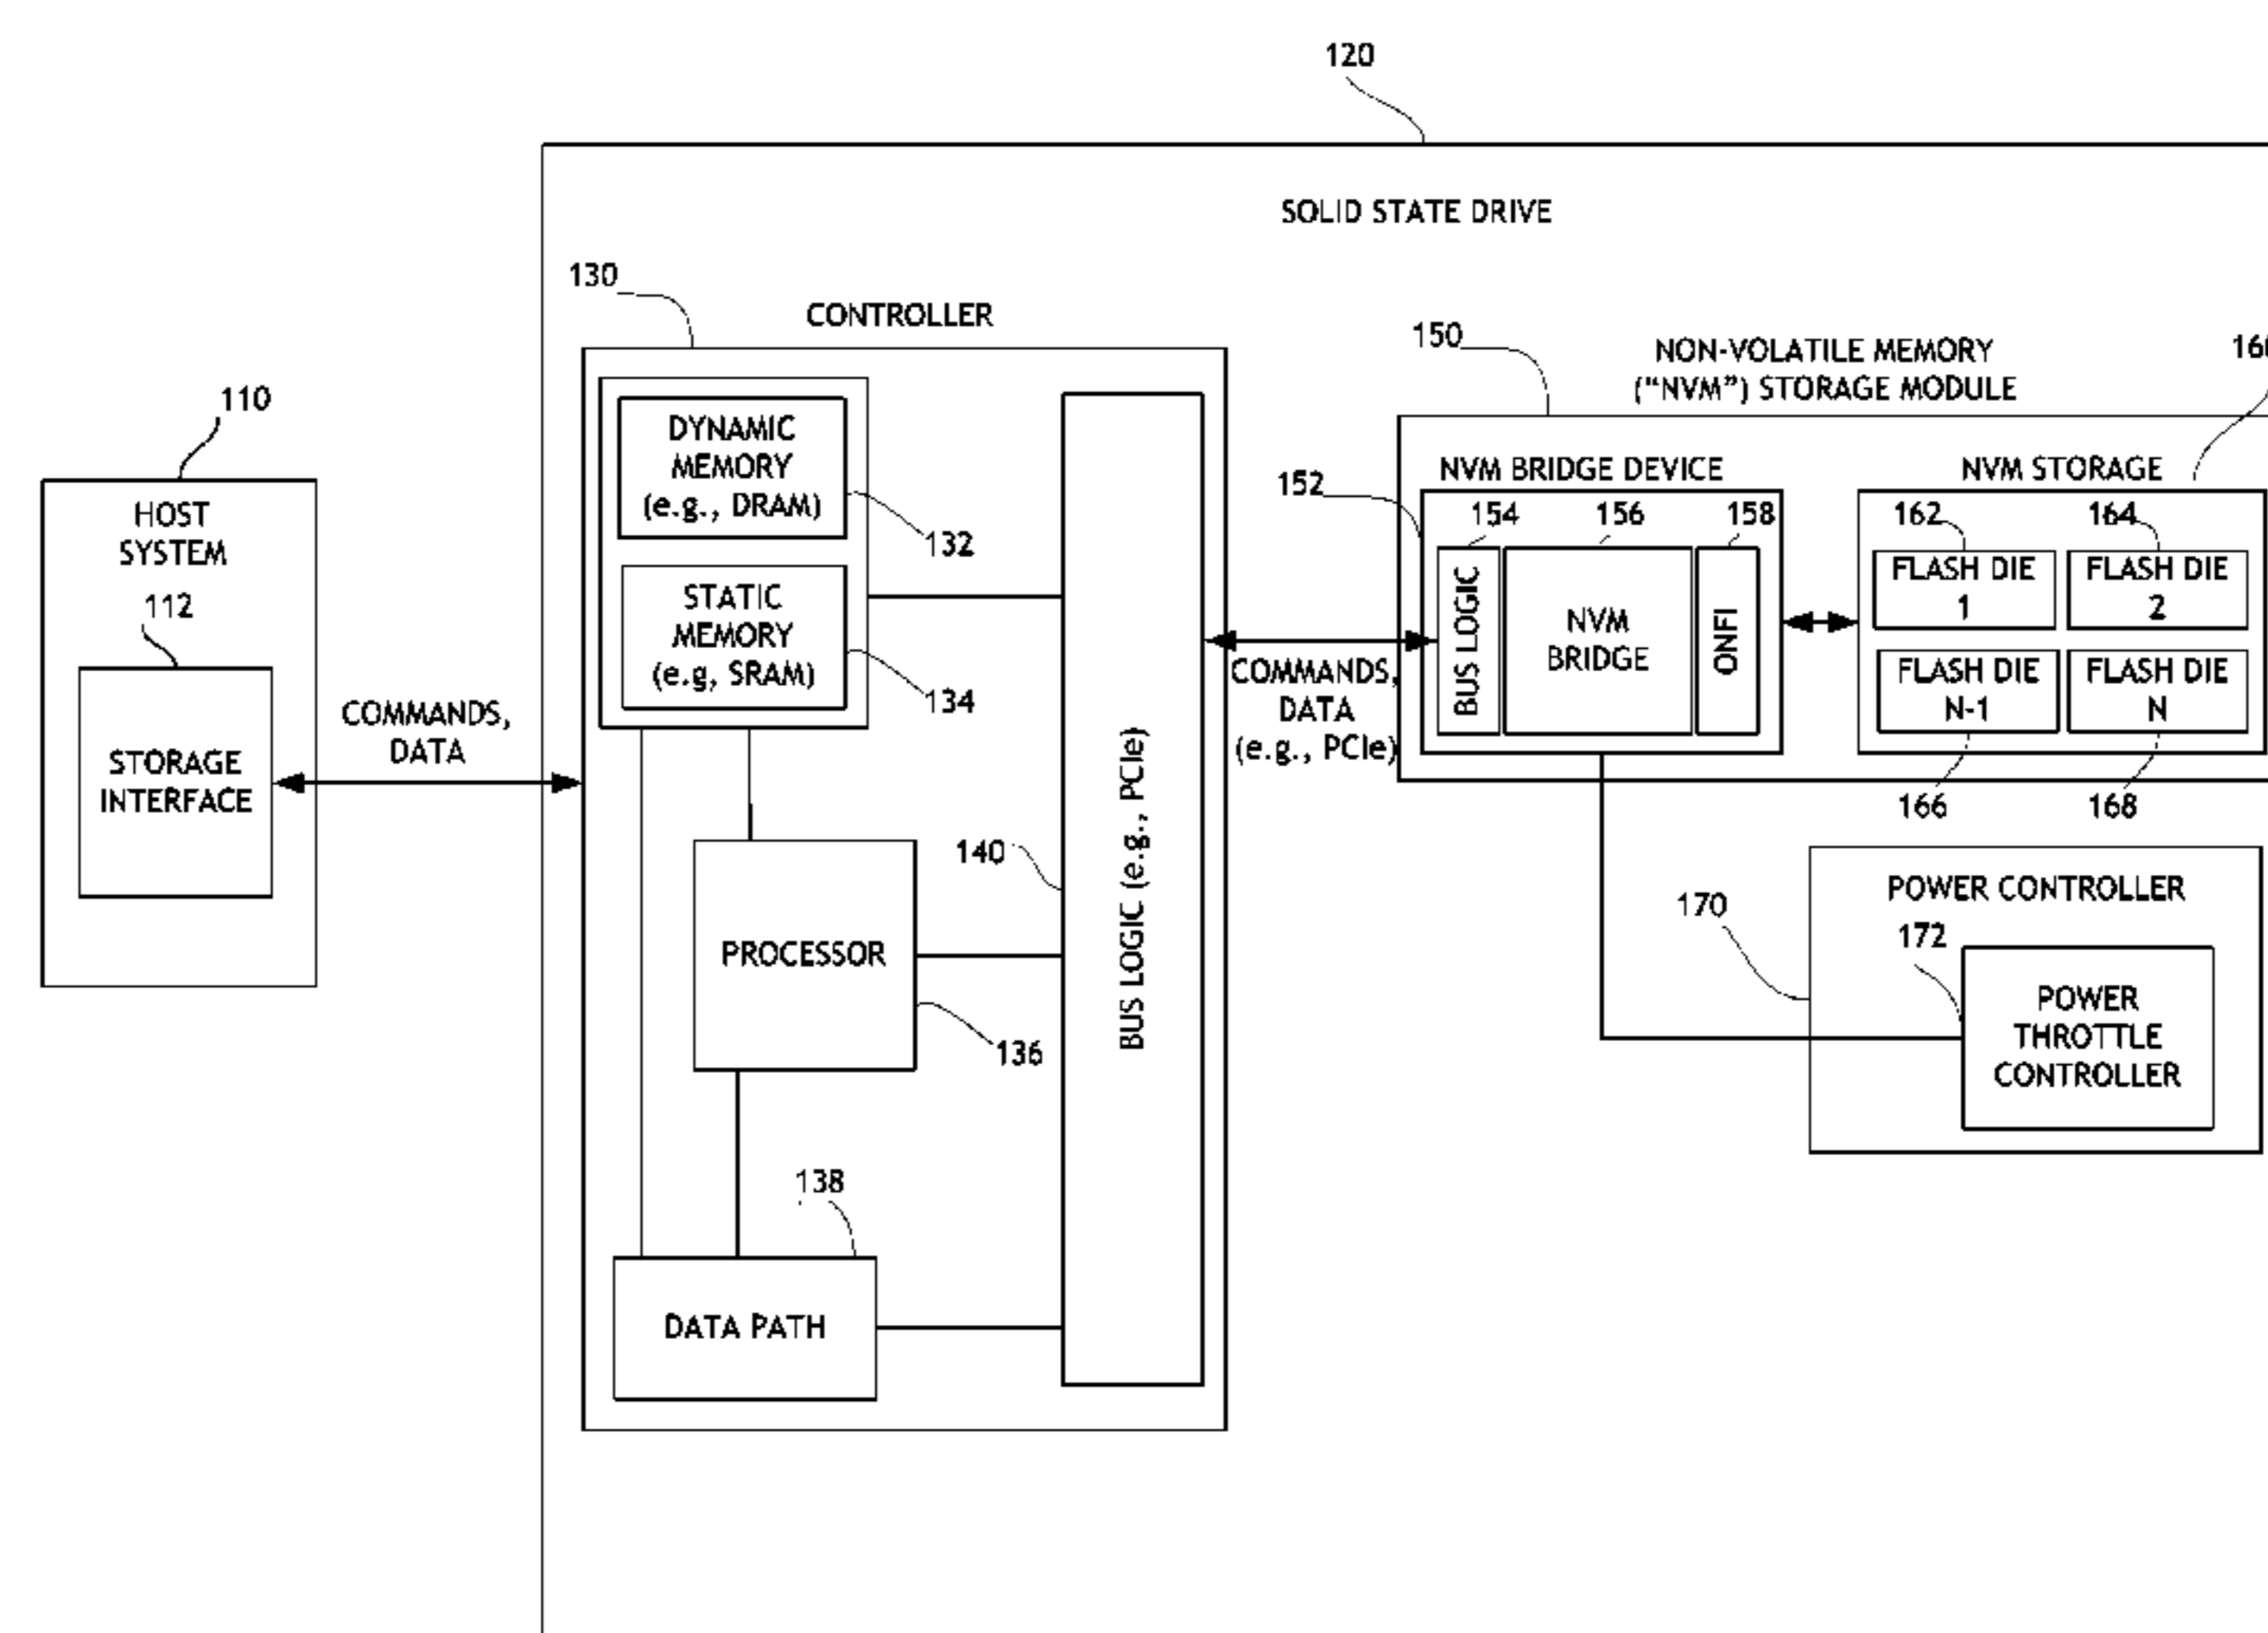 120
SOLID STATE DRIVE
130
CONTROLLER
110
HOST
SYSTEM
112
STORAGE
INTERFACE
COMMANDS,
DATA
DYNAMIC
MEMORY
(e.g., DRAM)
132
STATIC
MEMORY
(e.g, SRAM)
134
PROCESSOR
136
138
DATA PATH
140
BUS LOGIC (e.g., PCIe)
COMMANDS,
DATA
(e.g., PCIe)
150
NON-VOLATILE MEMORY
("NVM") STORAGE MODULE
152
NVM BRIDGE DEVICE
154
156
158
BUS LOGIC
NVM
BRIDGE
ONFI
NVM STORAGE
162
164
FLASH DIE
1
FLASH DIE
2
FLASH DIE
N-1
FLASH DIE
N
166
168
170
POWER CONTROLLER
172
POWER
THROTTLE
CONTROLLER